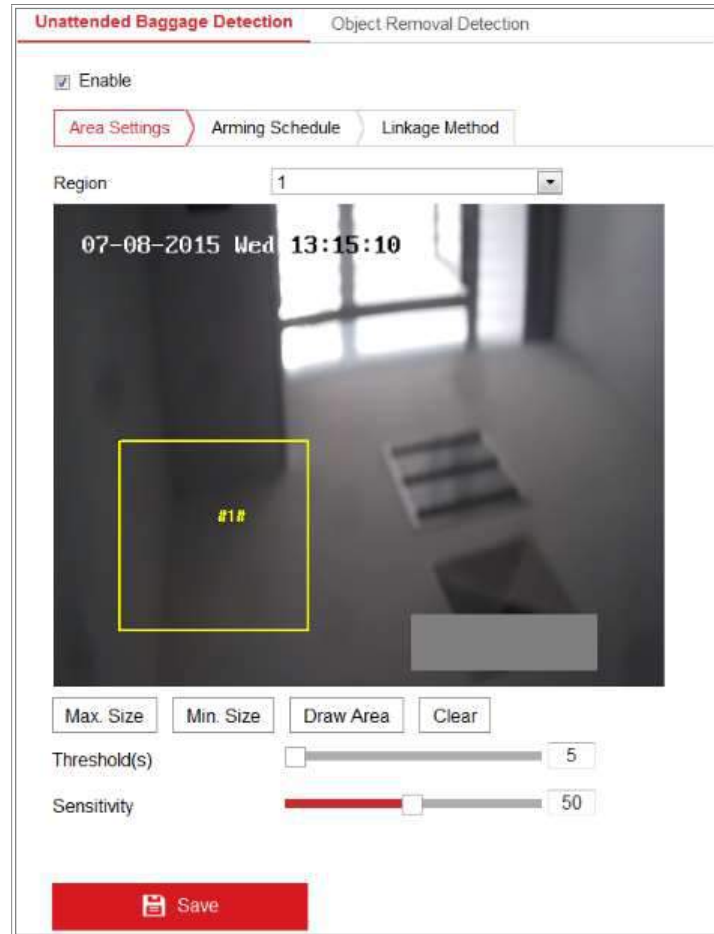 Unattended Baggage Detection Object Removal Detection
Enable
Area Settings Arming Schedule Linkage Method
Region 1
07-08-2015 Wed 13:15:10
#1#
Max. Size Min. Size Draw Area Clear
Threshold(s) 5
Sensitivity 50
Save